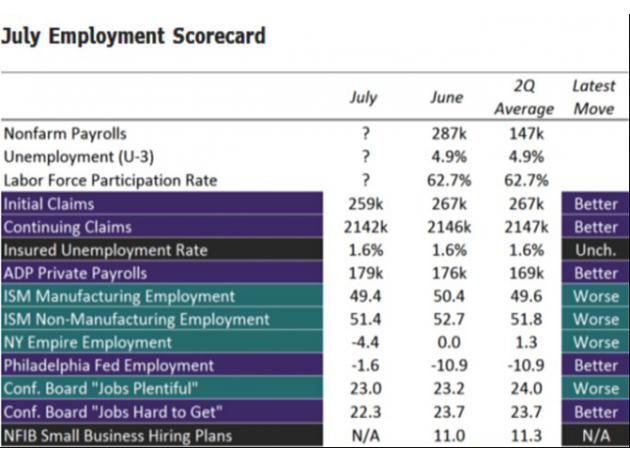 July Employment Scorecard
July June 2Q Average Latest Move
Nonfarm Payrolls ? 287k 147k
Unemployment (U-3) ? 4.9% 4.9%
Labor Force Participation Rate ? 62.7% 62.7%
Initial Claims 259k 267k 267k Better
Continuing Claims 2142k 2146k 2147k Better
Insured Unemployment Rate 1.6% 1.6% 1.6% Unch.
ADP Private Payrolls 179k 176k 169k Better
ISM Manufacturing Employment 49.4 50.4 49.6 Worse
ISM Non-Manufacturing Employment 51.4 52.7 51.8 Worse
NY Empire Employment -4.4 0.0 1.3 Worse
Philadelphia Fed Employment -1.6 -10.9 -10.9 Better
Conf. Board "Jobs Plentiful" 23.0 23.2 24.0 Worse
Conf. Board "Jobs Hard to Get" 22.3 23.7 23.7 Better
NFIB Small Business Hiring Plans N/A 11.0 11.3 N/A